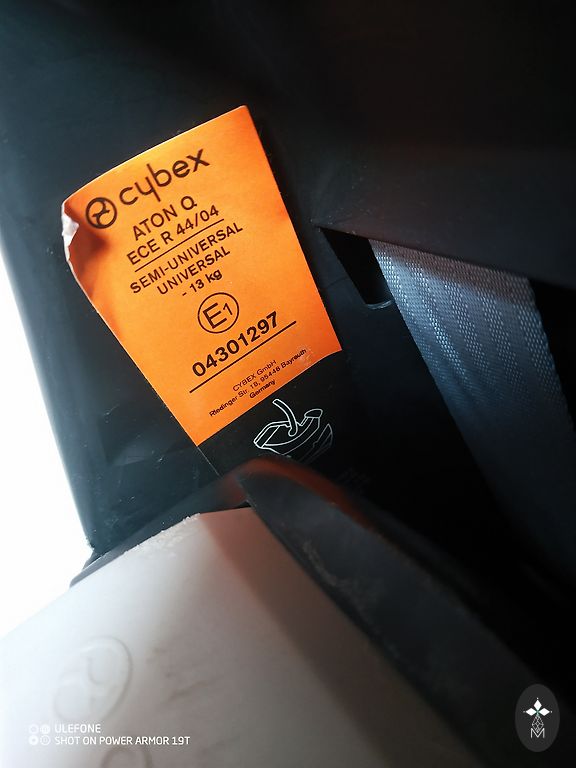 cybex
ATON Q
ECE R 44/04
SEMI-UNIVERSAL
UNIVERSAL
- 13 kg
E1
04301297
CYBEX GmbH
Riedinger Str. 18, 95448 Bayreuth
Germany
ULEFONE
SHOT ON POWER ARMOR 19T
M